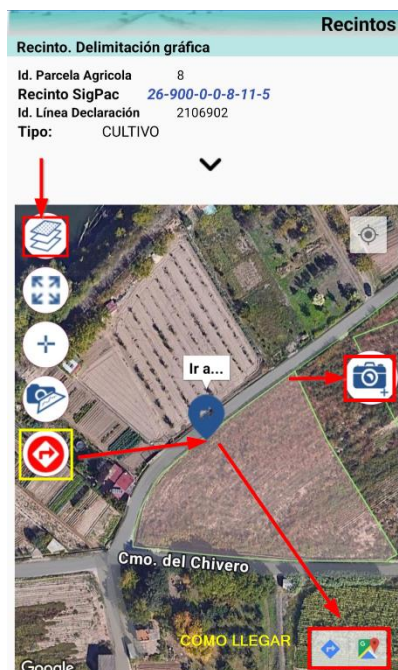 Recintos
Recinto. Delimitación gráfica
Id. Parcela Agricola 8
Recinto SigPac 26-900-0-0-8-11-5
Id. Línea Declaración 2106902
Tipo: CULTIVO
Ir a...
Cmo. del Chivero
COMO LLEGAR
Google